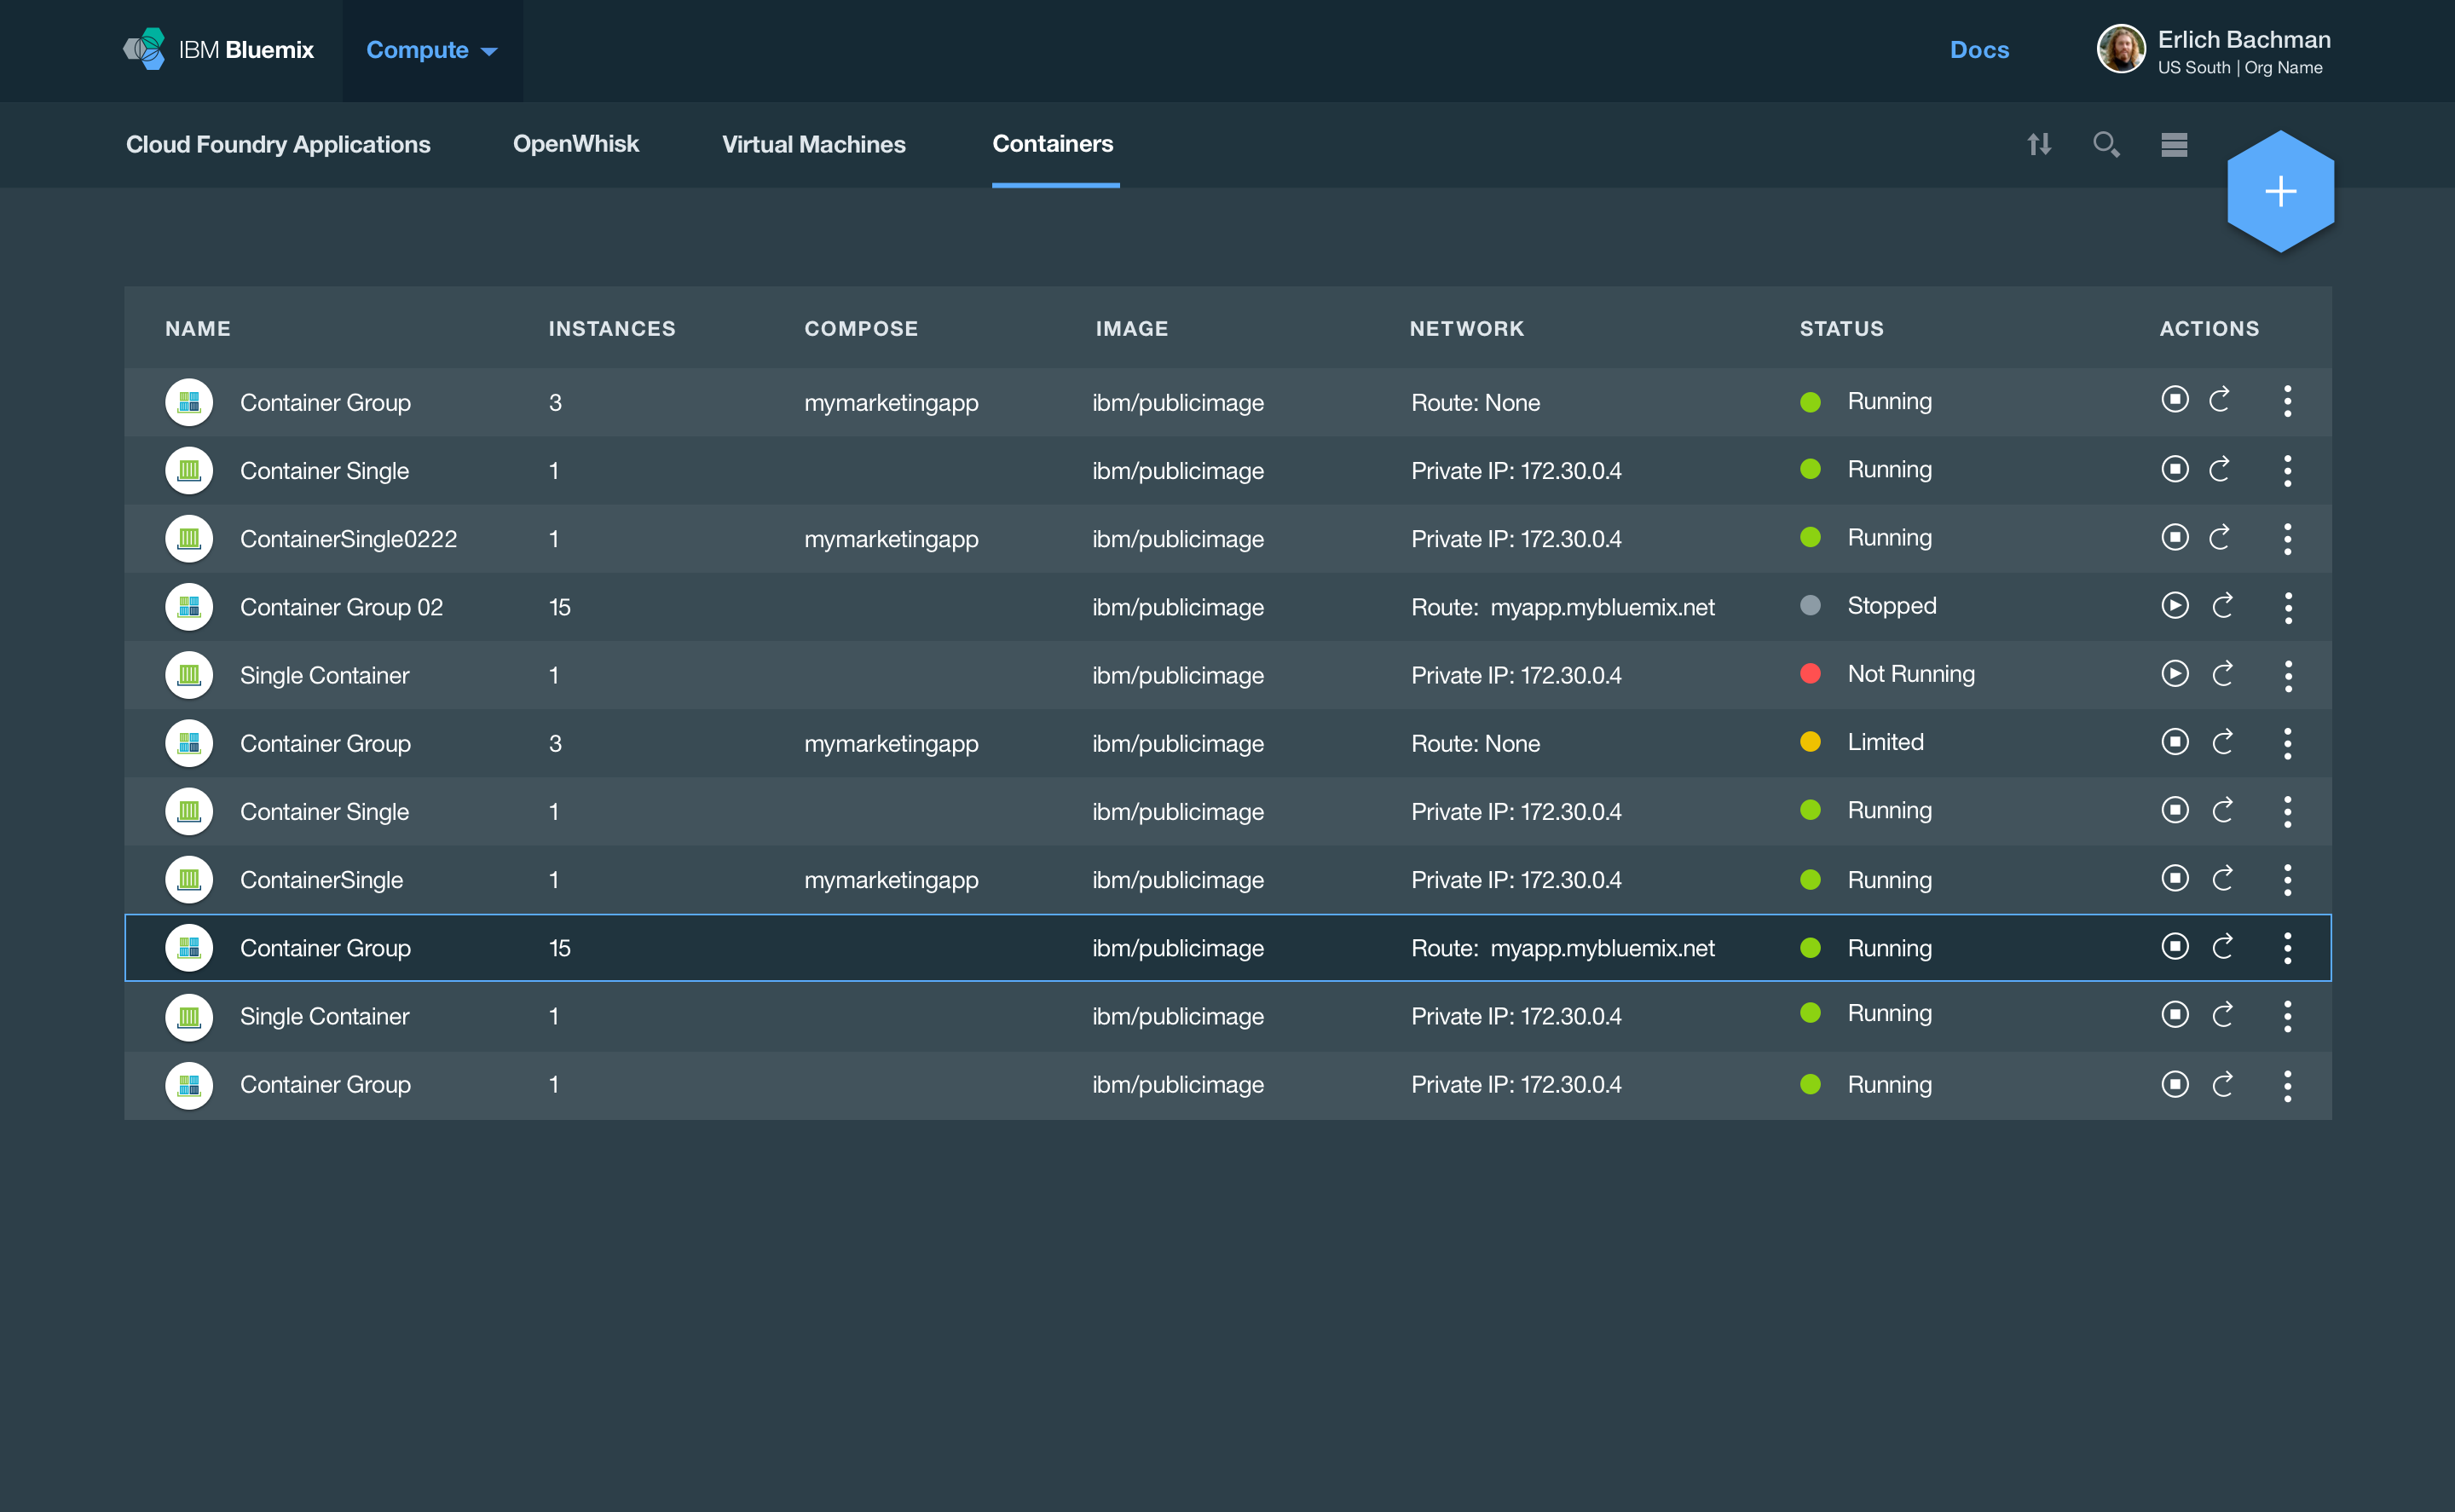 IBM Bluemix Compute Docs Erlich Bachman
US South | Org Name
Cloud Foundry Applications OpenWhisk Virtual Machines Containers
NAME INSTANCES COMPOSE IMAGE NETWORK STATUS ACTIONS
Container Group 3 mymarketingapp ibm/publicimage Route: None Running
Container Single 1 ibm/publicimage Private IP: 172.30.0.4 Running
ContainerSingle0222 1 mymarketingapp ibm/publicimage Private IP: 172.30.0.4 Running
Container Group 02 15 ibm/publicimage Route: myapp.mybluemix.net Stopped
Single Container 1 ibm/publicimage Private IP: 172.30.0.4 Not Running
Container Group 3 mymarketingapp ibm/publicimage Route: None Limited
Container Single 1 ibm/publicimage Private IP: 172.30.0.4 Running
ContainerSingle 1 mymarketingapp ibm/publicimage Private IP: 172.30.0.4 Running
Container Group 15 ibm/publicimage Route: myapp.mybluemix.net Running
Single Container 1 ibm/publicimage Private IP: 172.30.0.4 Running
Container Group 1 ibm/publicimage Private IP: 172.30.0.4 Running